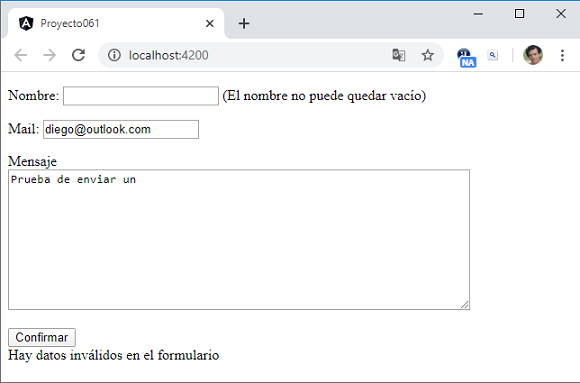 Proyecto061
localhost:4200
NA
Nombre: (El nombre no puede quedar vacío)
Mail: diego@outlook.com
Mensaje
Prueba de enviar un
Confirmar
Hay datos inválidos en el formulario